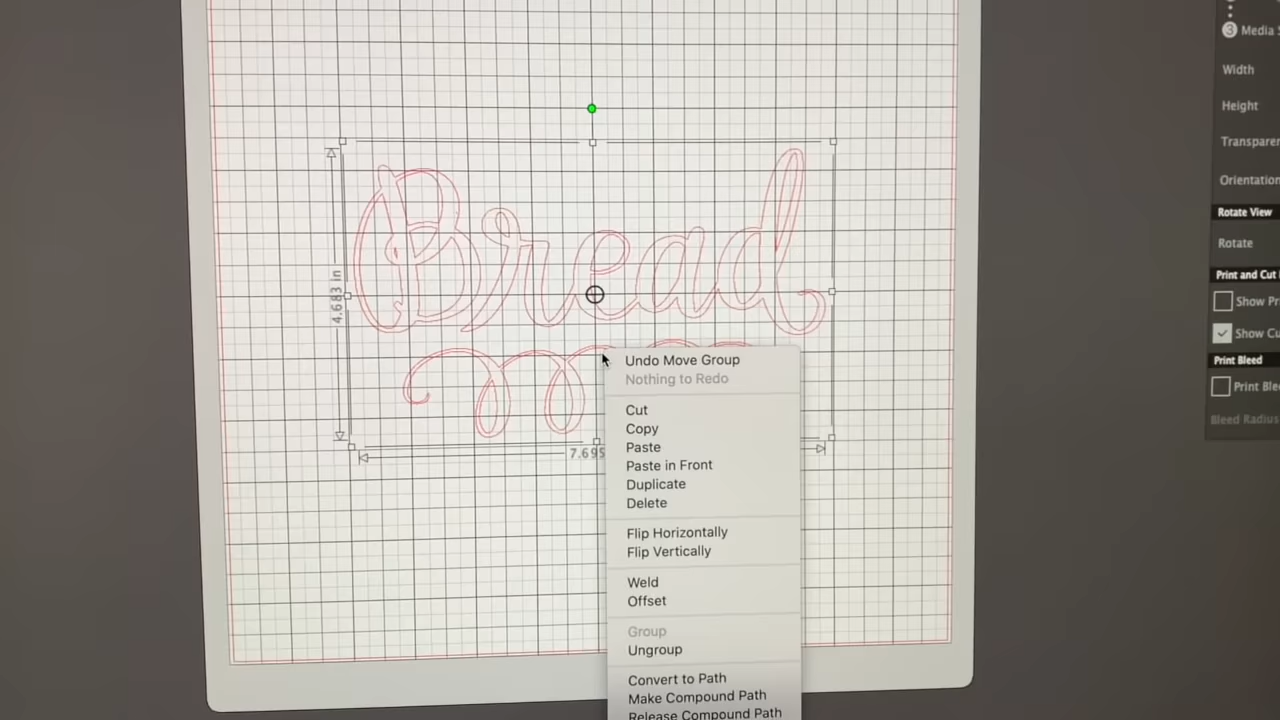 3 Media
Width
Height
Transparen
Orientation
Rotate View
Rotate
Print and Cut
Show Pr
Show Cu
Print Bleed
Print Blee
Bleed Radius
Bread
4.683 in
7.695
Undo Move Group
Nothing to Redo
Cut
Copy
Paste
Paste in Front
Duplicate
Delete
Flip Horizontally
Flip Vertically
Weld
Offset
Group
Ungroup
Convert to Path
Make Compound Path
Release Compound Path